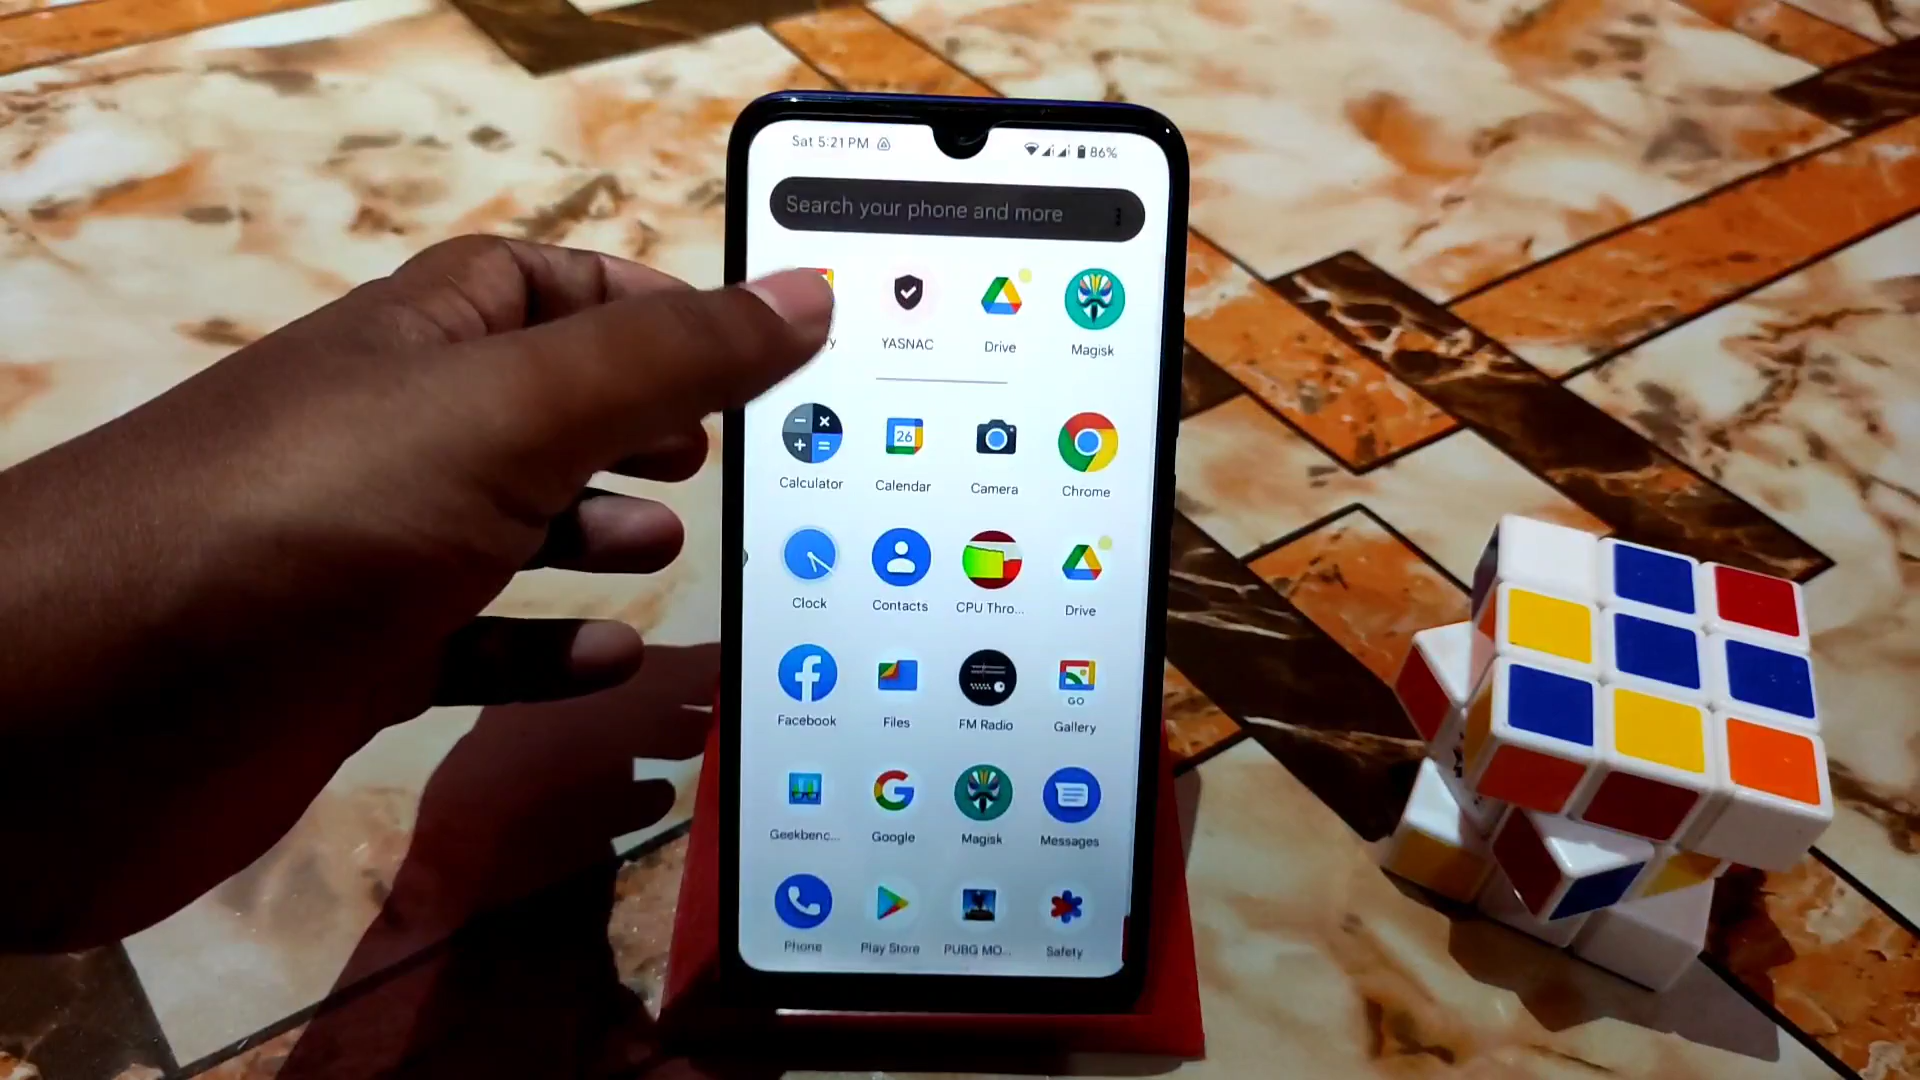 Sat 5:21 PM
86%
Search your phone and more
YASNAC
Drive
Magisk
Calculator
26
Calendar
Camera
Chrome
Clock
Contacts
CPU Thro...
Drive
Facebook
Files
FM Radio
GO
Gallery
Geekbenc...
Google
Magisk
Messages
Phone
Play Store
PUBG MO...
Safety